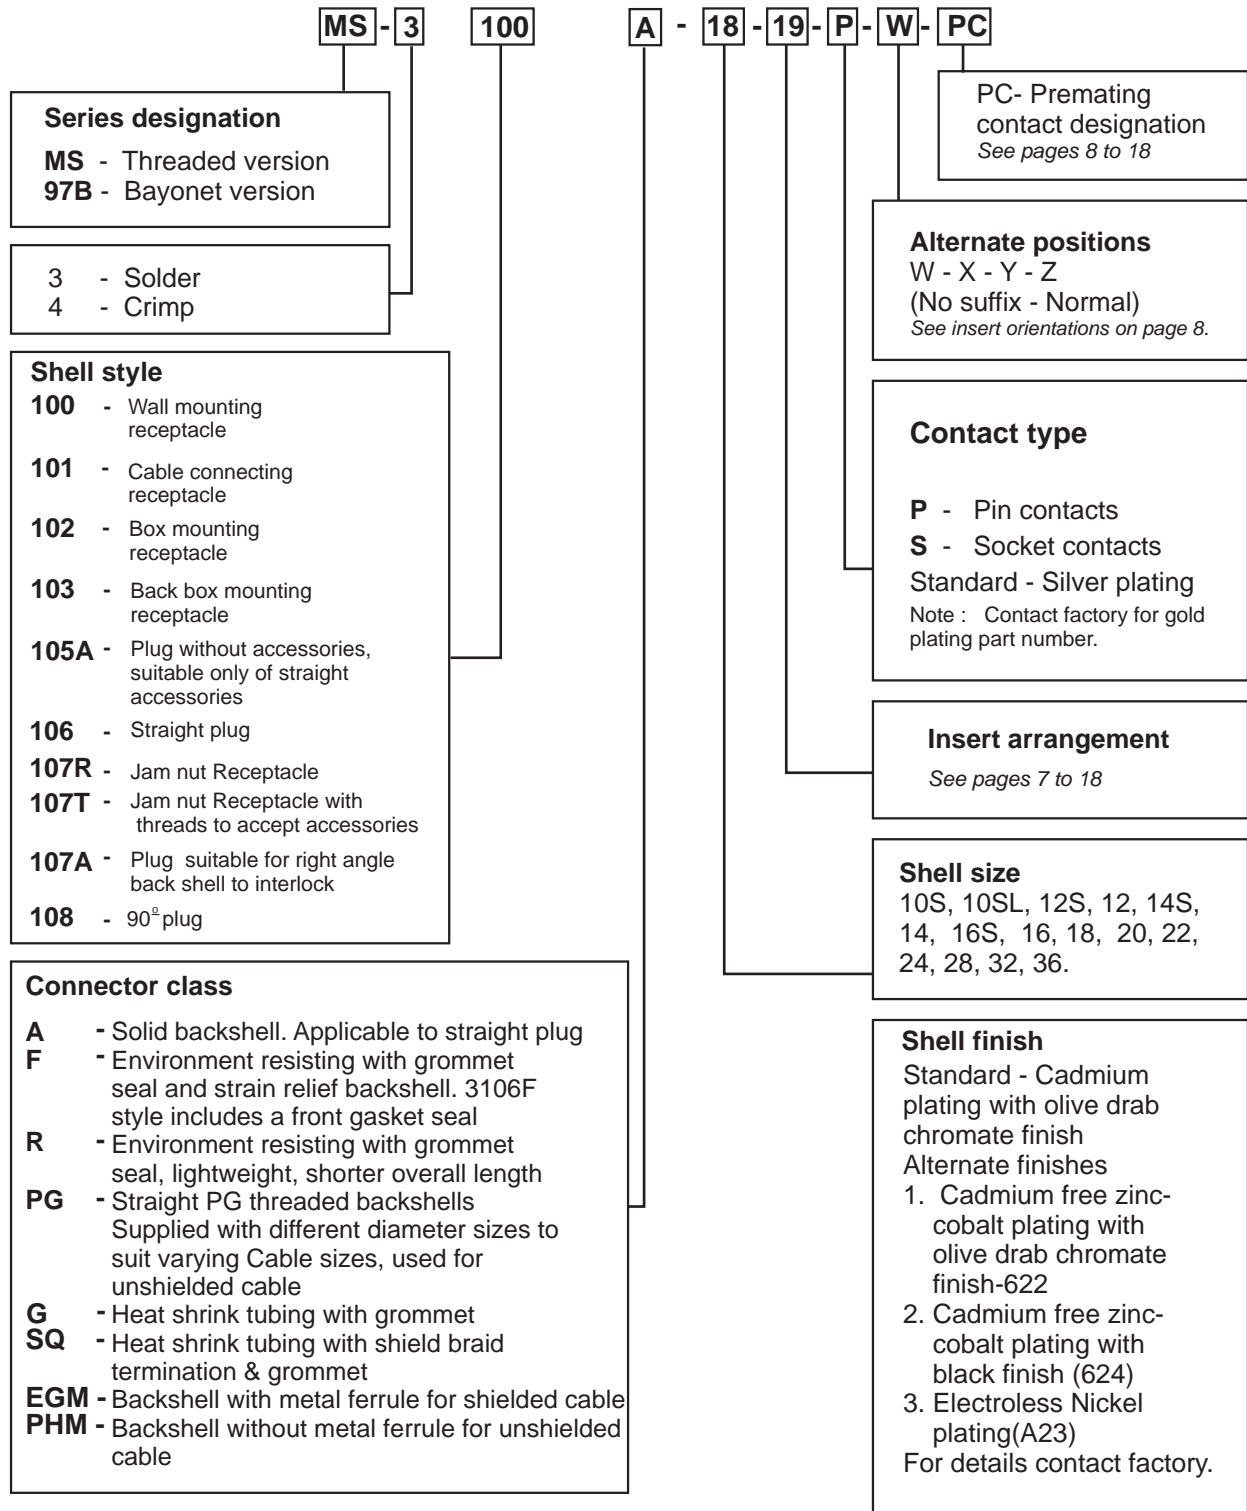 MS - 3 100 A - 18 - 19 - P - W - PC
Series designation
MS - Threaded version
97B - Bayonet version
3 - Solder
4 - Crimp
Shell style
100 - Wall mounting
receptacle
101 - Cable connecting
receptacle
102 - Box mounting
receptacle
103 - Back box mounting
receptacle
105A - Plug without accessories,
suitable only of straight
accessories
106 - Straight plug
107R - Jam nut Receptacle
107T - Jam nut Receptacle with
threads to accept accessories
107A - Plug suitable for right angle
back shell to interlock
108 - 90º plug
Connector class
A - Solid backshell. Applicable to straight plug
F - Environment resisting with grommet
seal and strain relief backshell. 3106F
style includes a front gasket seal
R - Environment resisting with grommet
seal, lightweight, shorter overall length
PG - Straight PG threaded backshells
Supplied with different diameter sizes to
suit varying Cable sizes, used for
unshielded cable
G - Heat shrink tubing with grommet
SQ - Heat shrink tubing with shield braid
termination & grommet
EGM - Backshell with metal ferrule for shielded cable
PHM - Backshell without metal ferrule for unshielded
cable
PC- Premating
contact designation
See pages 8 to 18
Alternate positions
W - X - Y - Z
(No suffix - Normal)
See insert orientations on page 8.
Contact type
P - Pin contacts
S - Socket contacts
Standard - Silver plating
Note : Contact factory for gold
plating part number.
Insert arrangement
See pages 7 to 18
Shell size
10S, 10SL, 12S, 12, 14S,
14, 16S, 16, 18, 20, 22,
24, 28, 32, 36.
Shell finish
Standard - Cadmium
plating with olive drab
chromate finish
Alternate finishes
1. Cadmium free zinc-
cobalt plating with
olive drab chromate
finish-622
2. Cadmium free zinc-
cobalt plating with
black finish (624)
3. Electroless Nickel
plating(A23)
For details contact factory.